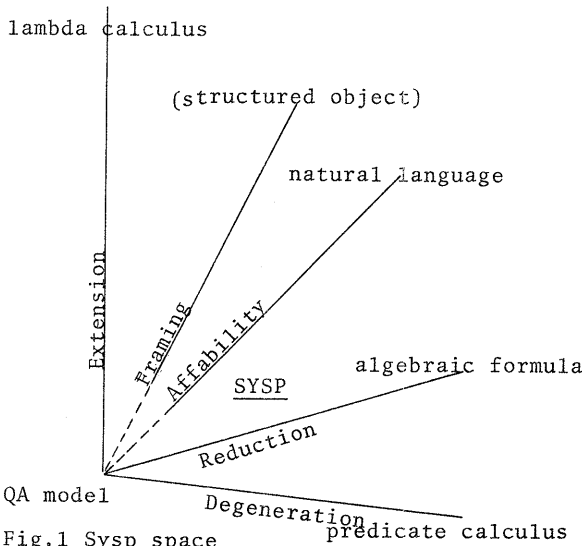 lambda calculus
(structured object)
natural language
Extension
Framing
Affability
algebraic formula
SYSP
Reduction
QA model
Degeneration
predicate calculus
Fig.1 Sysp space